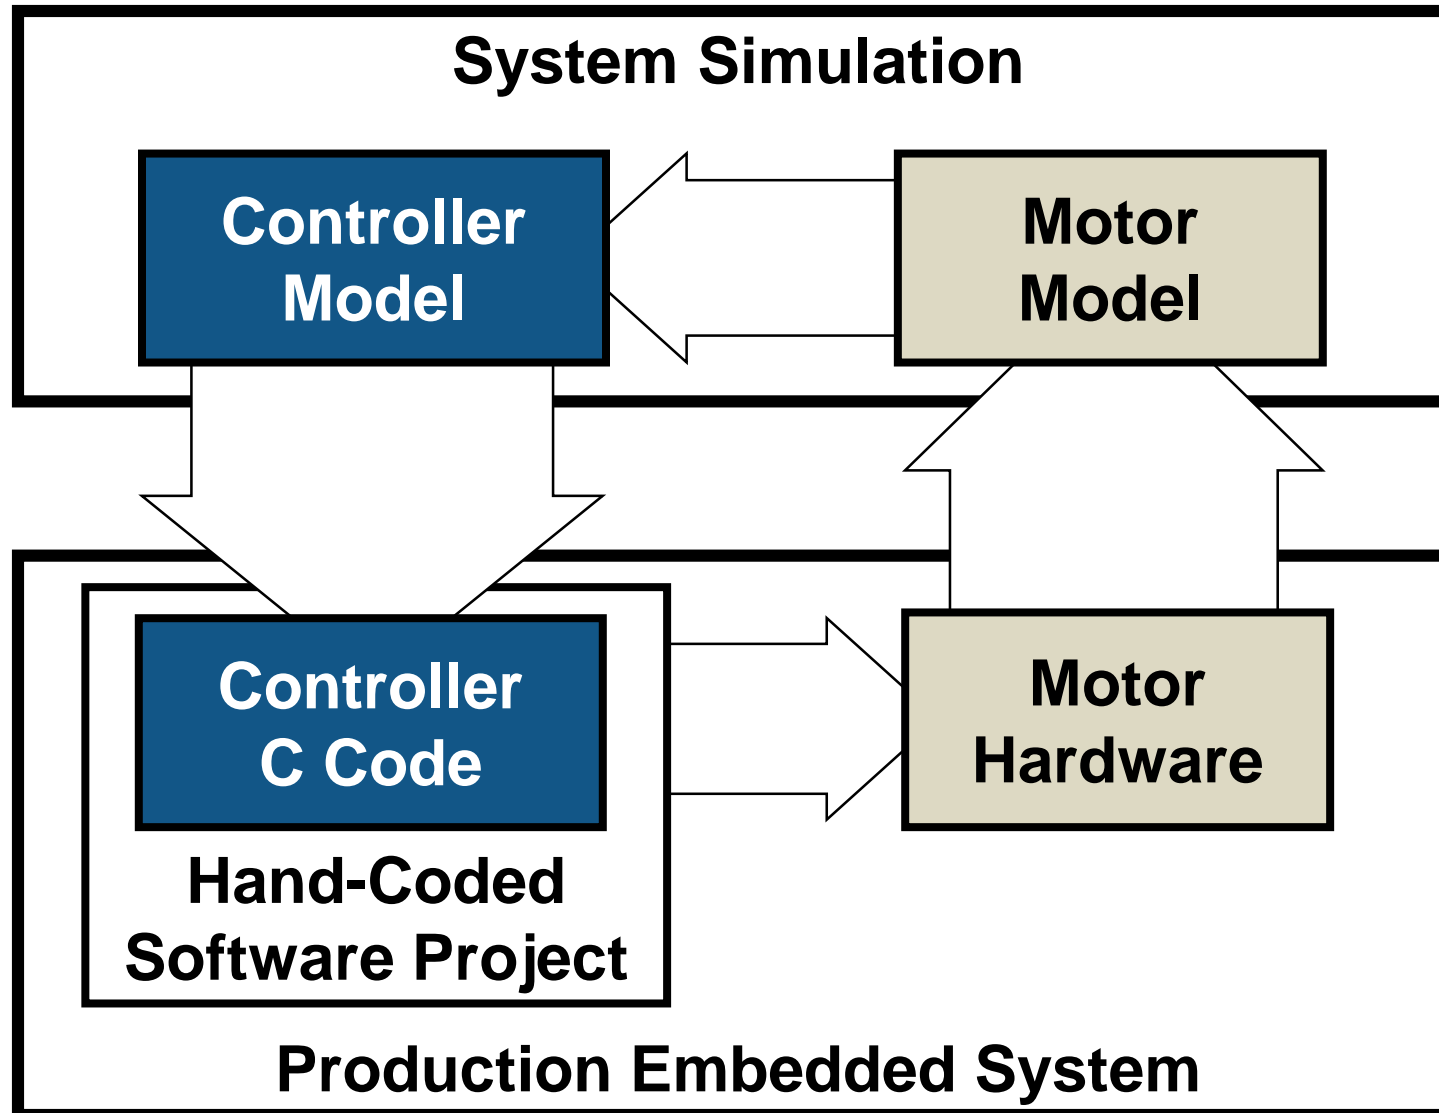 System Simulation
Controller
Model
Motor
Model
Controller
C Code
Motor
Hardware
Hand-Coded
Software Project
Production Embedded System